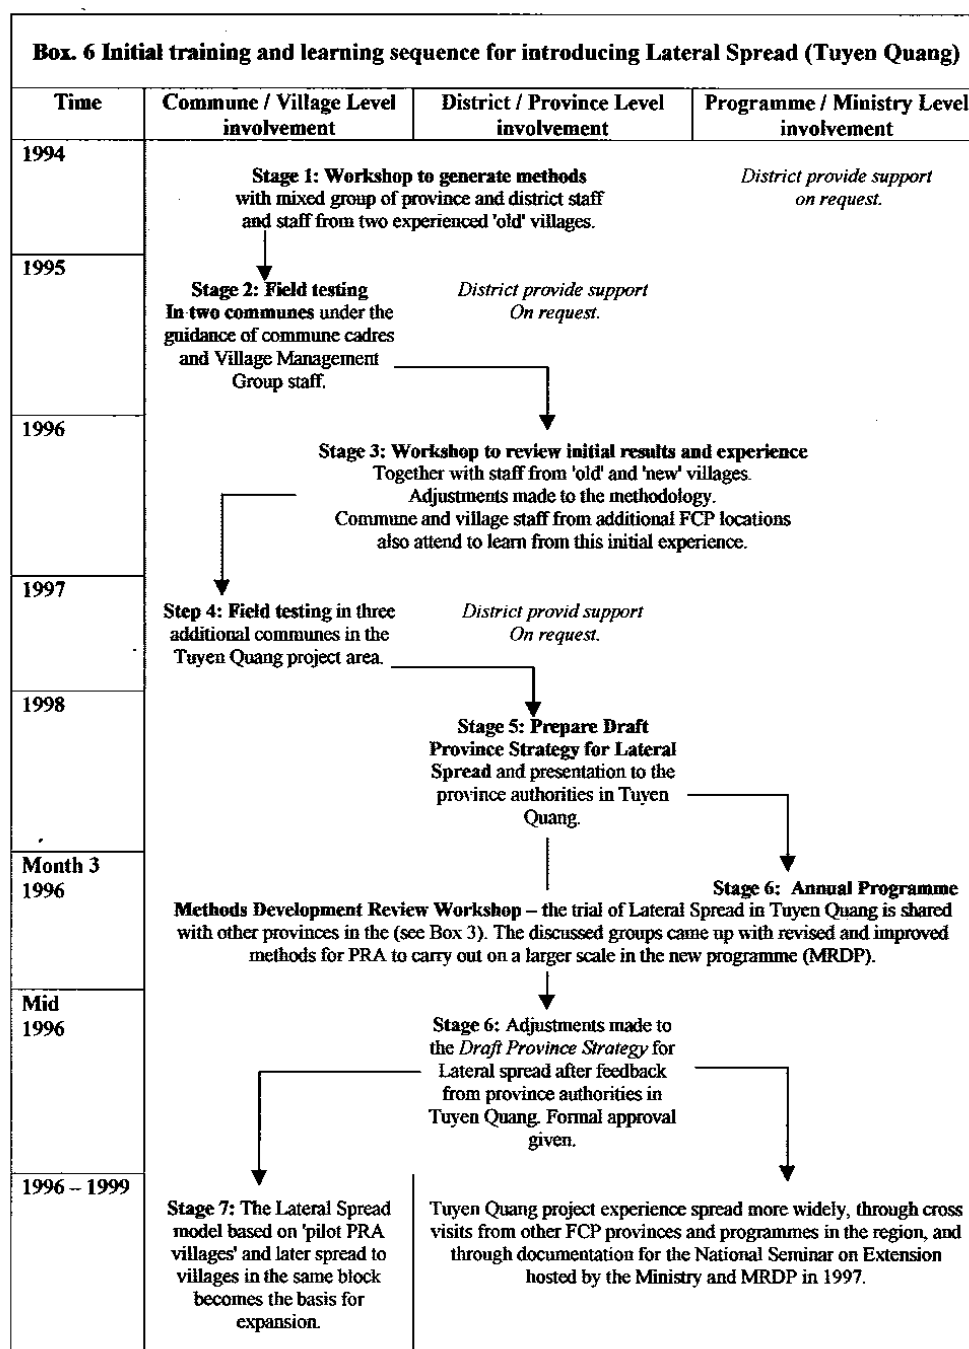 Box. 6 Initial training and learning sequence for introducing Lateral Spread (Tuyen Quang)
Time
Commune / Village Level
involvement
District / Province Level
involvement
Programme / Ministry Level
involvement
1994
Stage 1: Workshop to generate methods
with mixed group of province and district staff
and staff from two experienced 'old' villages.
District provide support
on request.
1995
Stage 2: Field testing
In two communes under the
guidance of commune cadres
and Village Management
Group staff.
District provide support
On request.
1996
Stage 3: Workshop to review initial results and experience
Together with staff from 'old' and 'new' villages.
Adjustments made to the methodology.
Commune and village staff from additional FCP locations
also attend to learn from this initial experience.
1997
Step 4: Field testing in three
additional communes in the
Tuyen Quang project area.
District provid support
On request.
1998
Stage 5: Prepare Draft
Province Strategy for Lateral
Spread and presentation to the
province authorities in Tuyen
Quang.
Month 3
1996
Stage 6: Annual Programme
Methods Development Review Workshop – the trial of Lateral Spread in Tuyen Quang is shared
with other provinces in the (see Box 3). The discussed groups came up with revised and improved
methods for PRA to carry out on a larger scale in the new programme (MRDP).
Mid
1996
Stage 6: Adjustments made to
the Draft Province Strategy for
Lateral spread after feedback
from province authorities in
Tuyen Quang. Formal approval
given.
1996 – 1999
Stage 7: The Lateral Spread
model based on 'pilot PRA
villages' and later spread to
villages in the same block
becomes the basis for
expansion.
Tuyen Quang project experience spread more widely, through cross
visits from other FCP provinces and programmes in the region, and
through documentation for the National Seminar on Extension
hosted by the Ministry and MRDP in 1997.